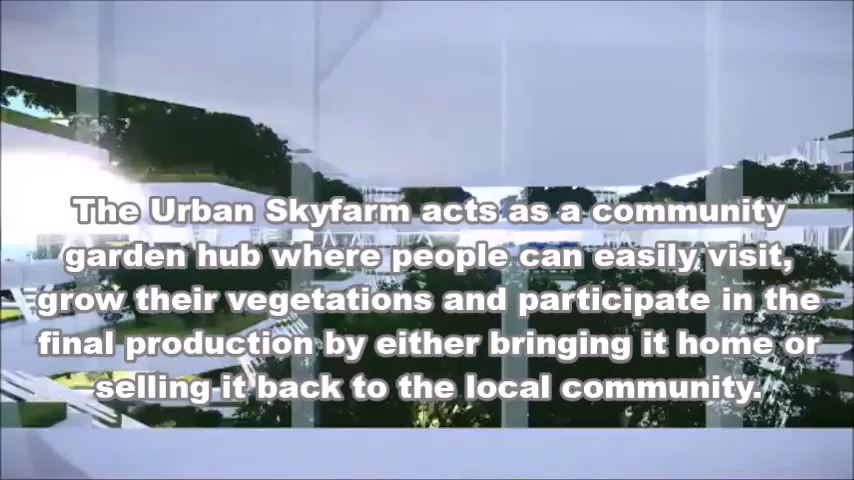 The Urban Skyfarm acts as a community
garden hub where people can easily visit,
grow their vegetations and participate in the
final production by either bringing it home or
selling it back to the local community.